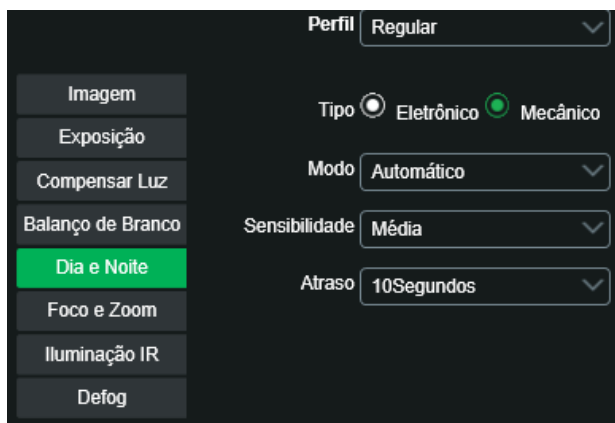 Perfil Regular
Imagem
Exposição
Compensar Luz
Balanço de Branco
Dia e Noite
Foco e Zoom
Iluminação IR
Defog
Tipo Eletrônico Mecânico
Modo Automático
Sensibilidade Média
Atraso 10Segundos